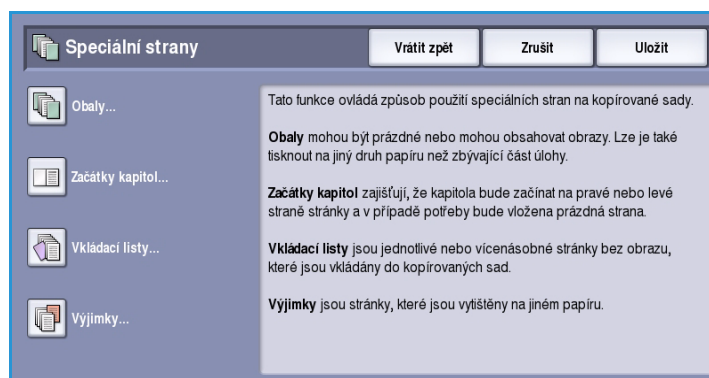 Speciální strany
Vrátit zpět
Zrušit
Uložit
Obaly...
Začátky kapitol...
Vkládací listy...
Výjimky...
Tato funkce ovládá způsob použití speciálních stran na kopírované sady.
Obaly mohou být prázdné nebo mohou obsahovat obrazy. Lze je také
tisknout na jiný druh papíru než zbývající část úlohy.
Začátky kapitol zajišťují, že kapitola bude začínat na pravé nebo levé
straně stránky a v případě potřeby bude vložena prázdná strana.
Vkládací listy jsou jednotlivé nebo vícenásobné stránky bez obrazu,
které jsou vkládány do kopírovaných sad.
Výjimky jsou stránky, které jsou vytištěny na jiném papíru.